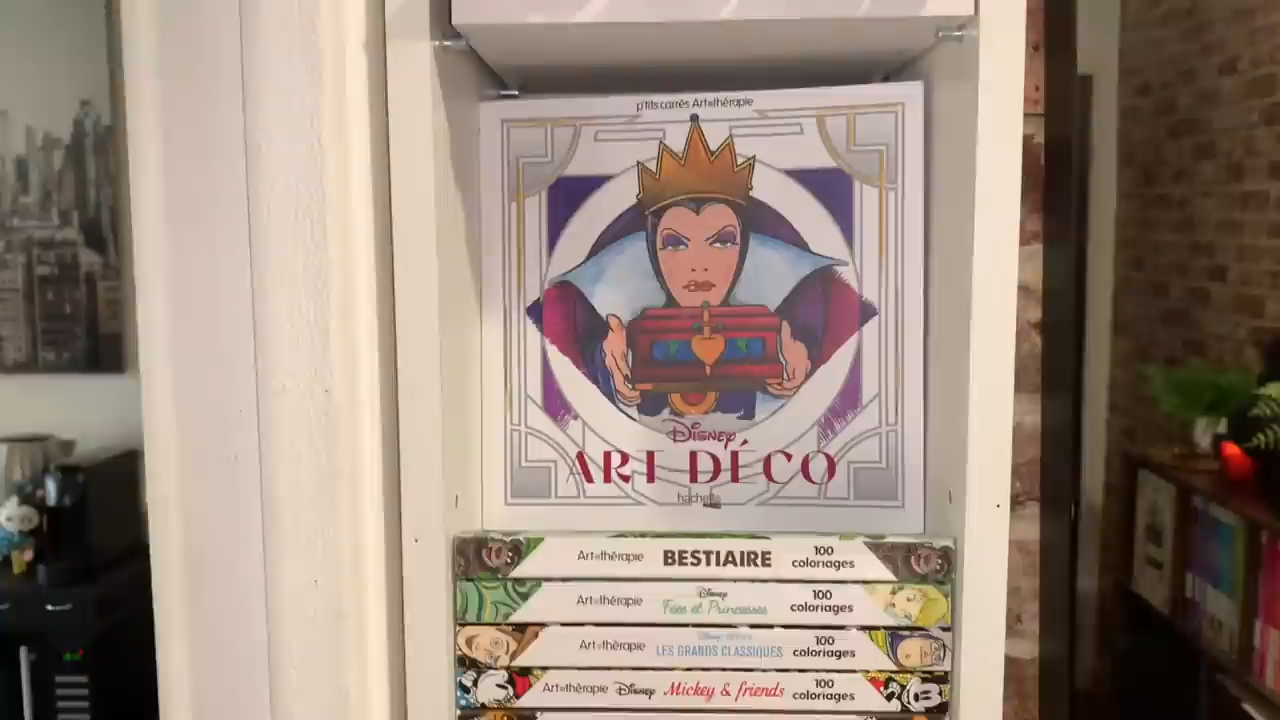 p'tits carrés Art-thérapie
Disney
ART DÉCO
hachette
Art-thérapie BESTIAIRE 100 coloriages
Art-thérapie Disney Fées et Princesses 100 coloriages
Art-thérapie LES GRANDS CLASSIQUES 100 coloriages
Art-thérapie Disney Mickey & friends 100 coloriages